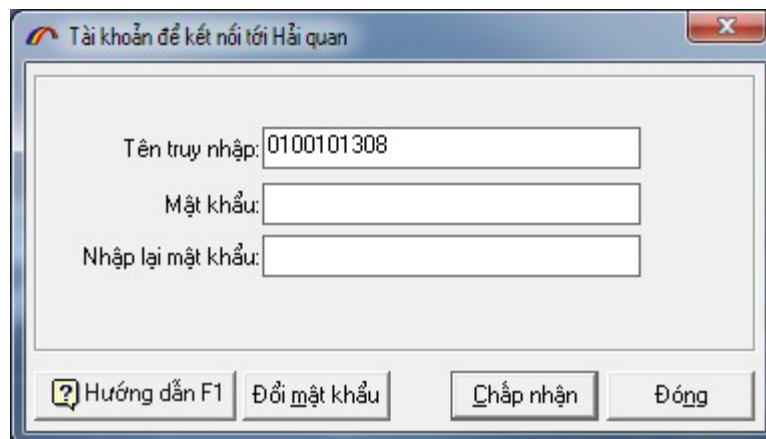 Tài khoản để kết nối tới Hải quan
Tên truy nhập: 0100101308
Mật khẩu:
Nhập lại mật khẩu:
Hướng dẫn F1 Đổi mật khẩu Chấp nhận Đóng